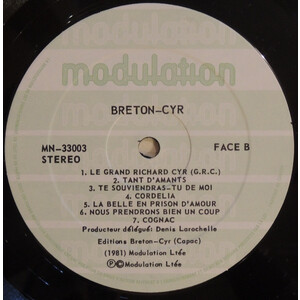 modulation
BRETON-CYR
MN-33003
STEREO
FACE B
1. LE GRAND RICHARD CYR (G.R.C.)
2. TANT D'AMANTS
3. TE SOUVIENDRAS-TU DE MOI
4. CORDELIA
5. LA BELLE EN PRISON D'AMOUR
6. NOUS PRENDRONS BIEN UN COUP
7. COGNAC
Producteur délégué: Denis Larochelle
Editions Breton-Cyr (Capac)
(1981) Modulation Ltée
Ⓟ©Modulation Ltée